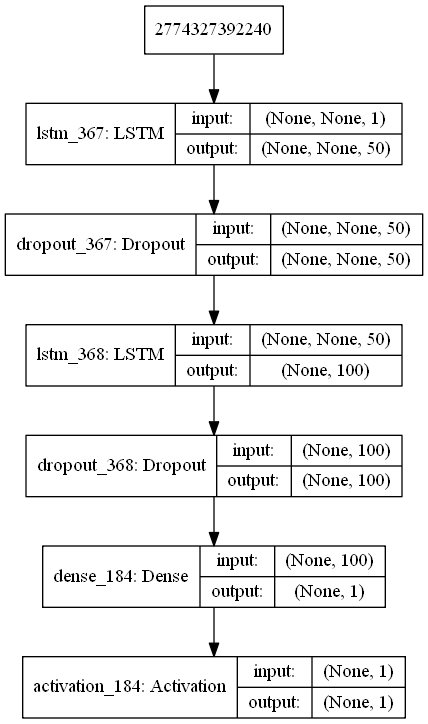 2774327392240
lstm_367: LSTM
input: (None, None, 1)
output: (None, None, 50)
dropout_367: Dropout
input: (None, None, 50)
output: (None, None, 50)
lstm_368: LSTM
input: (None, None, 50)
output: (None, 100)
dropout_368: Dropout
input: (None, 100)
output: (None, 100)
dense_184: Dense
input: (None, 100)
output: (None, 1)
activation_184: Activation
input: (None, 1)
output: (None, 1)